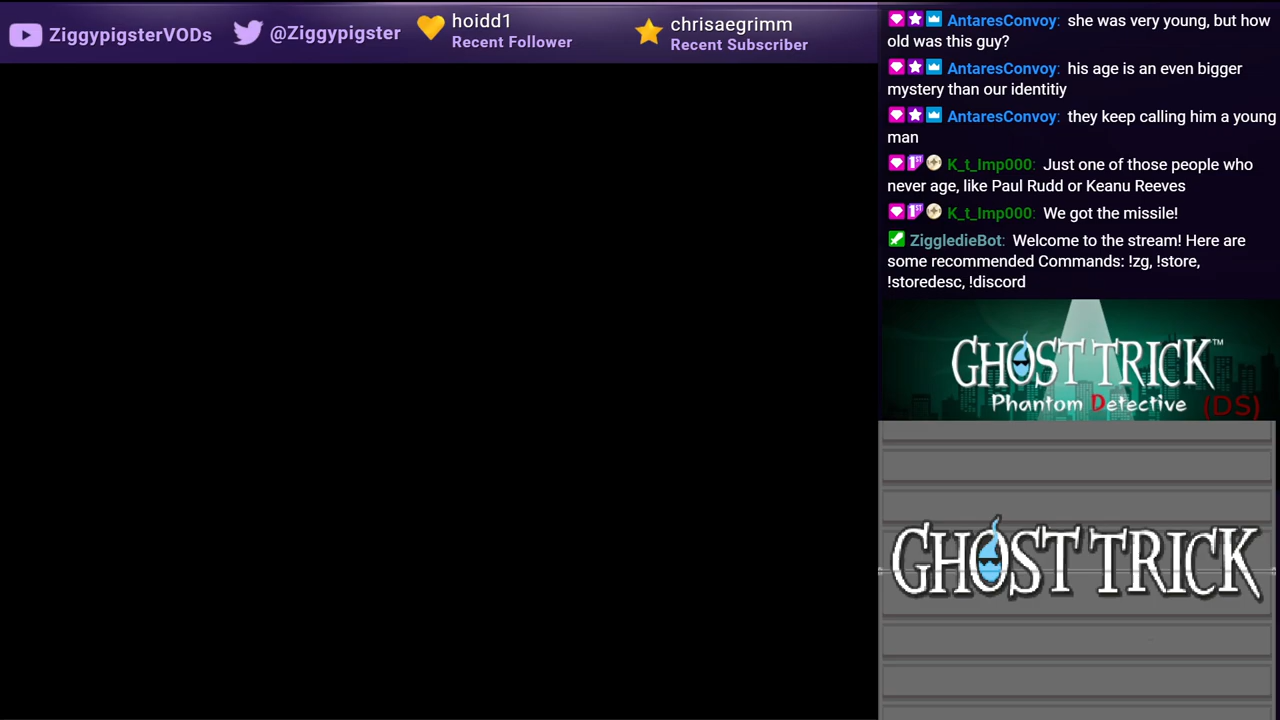 ZiggypigsterVODs
@Ziggypigster
hoidd1
Recent Follower
chrisaegrimm
Recent Subscriber
AntaresConvoy: she was very young, but how
old was this guy?
AntaresConvoy: his age is an even bigger
mystery than our identitiy
AntaresConvoy: they keep calling him a young
man
1ST K_t_Imp000: Just one of those people who
never age, like Paul Rudd or Keanu Reeves
1ST K_t_Imp000: We got the missile!
ZiggledieBot: Welcome to the stream! Here are
some recommended Commands: !zg, !store,
!storedesc, !discord
GHOST TRICK™
Phantom Detective (DS)
GHOST TRICK